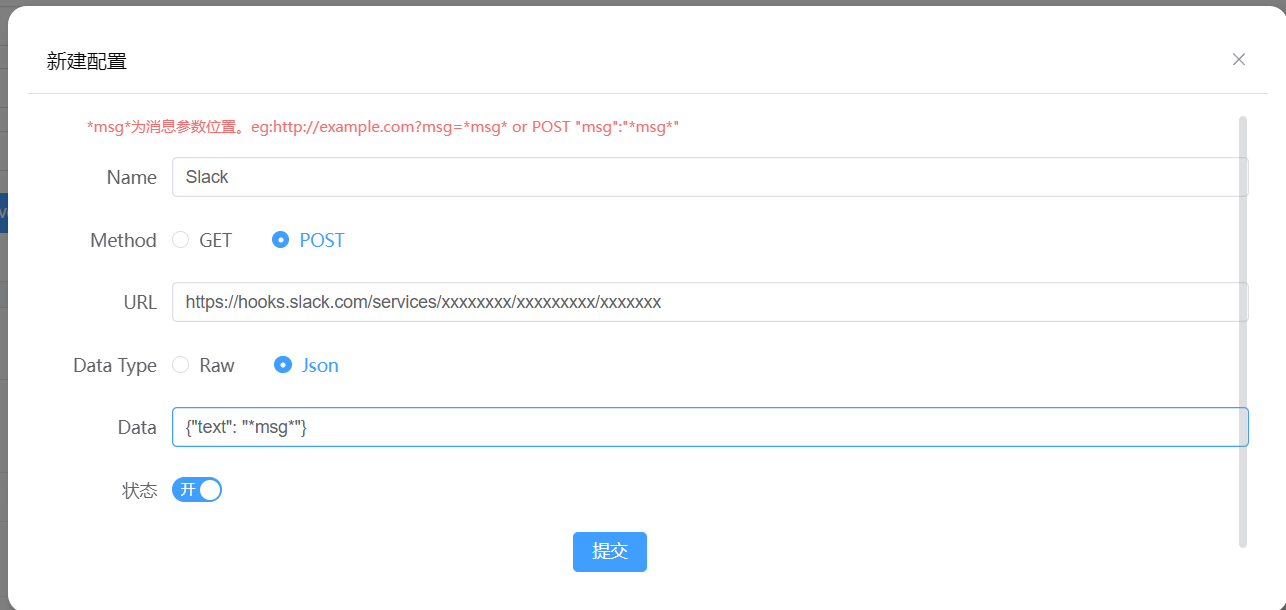 新建配置
*msg*为消息参数位置。eg:http://example.com?msg=*msg* or POST "msg":"*msg*"
Name Slack
Method GET POST
URL https://hooks.slack.com/services/xxxxxxxx/xxxxxxxxx/xxxxxxx
Data Type Raw Json
Data {"text": "*msg*"}
状态 开
提交